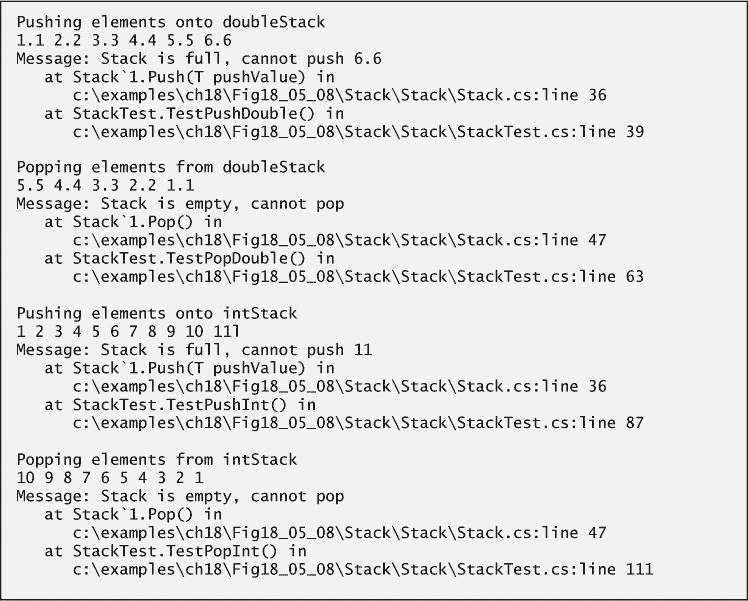 Pushing elements onto doubleStack
1.1 2.2 3.3 4.4 5.5 6.6
Message: Stack is full, cannot push 6.6
   at Stack`1.Push(T pushValue) in
      c:\examples\ch18\Fig18_05_08\Stack\Stack\Stack.cs:line 36
   at StackTest.TestPushDouble() in
      c:\examples\ch18\Fig18_05_08\Stack\Stack\StackTest.cs:line 39

Popping elements from doubleStack
5.5 4.4 3.3 2.2 1.1
Message: Stack is empty, cannot pop
   at Stack`1.Pop() in
      c:\examples\ch18\Fig18_05_08\Stack\Stack\Stack.cs:line 47
   at StackTest.TestPopDouble() in
      c:\examples\ch18\Fig18_05_08\Stack\Stack\StackTest.cs:line 63

Pushing elements onto intStack
1 2 3 4 5 6 7 8 9 10 11l
Message: Stack is full, cannot push 11
   at Stack`1.Push(T pushValue) in
      c:\examples\ch18\Fig18_05_08\Stack\Stack\Stack.cs:line 36
   at StackTest.TestPushInt() in
      c:\examples\ch18\Fig18_05_08\Stack\Stack\StackTest.cs:line 87

Popping elements from intStack
10 9 8 7 6 5 4 3 2 1
Message: Stack is empty, cannot pop
   at Stack`1.Pop() in
      c:\examples\ch18\Fig18_05_08\Stack\Stack\Stack.cs:line 47
   at StackTest.TestPopInt() in
      c:\examples\ch18\Fig18_05_08\Stack\Stack\StackTest.cs:line 111